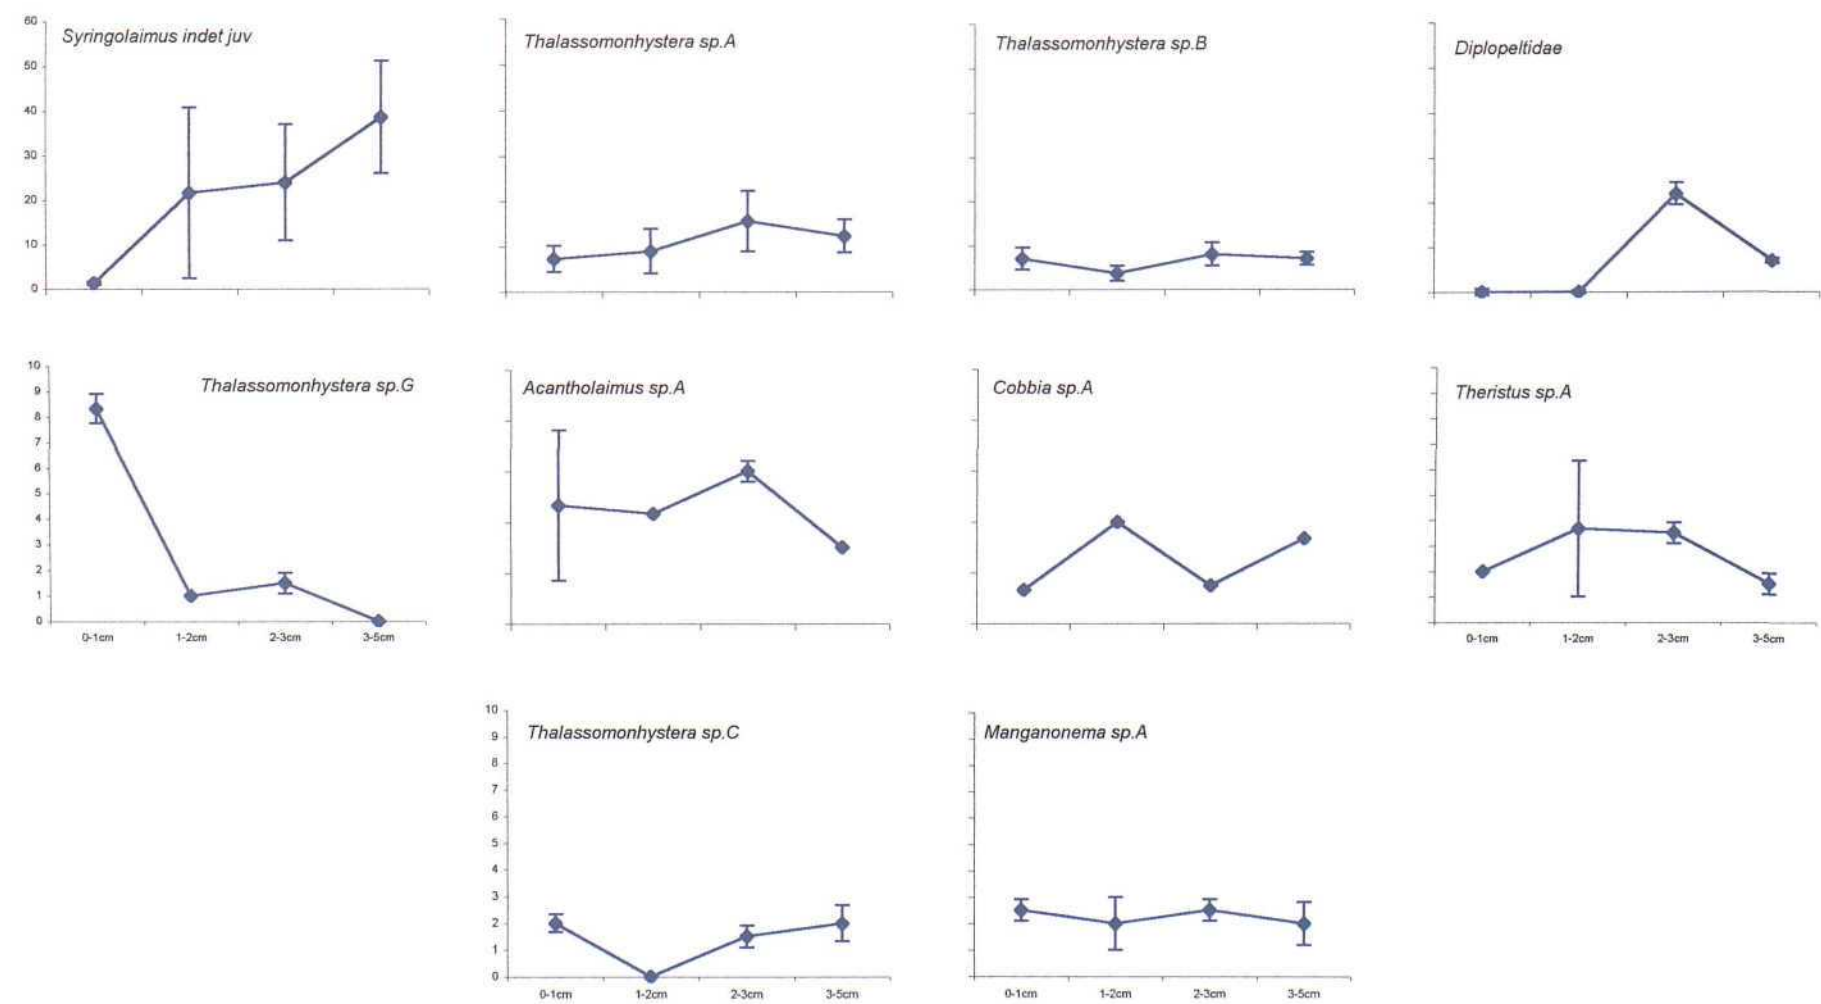 Syringolaimus indet juv
Thalassomonhystera sp.A
Thalassomonhystera sp.B
Diplopeltidae
60
50
40
30
20
10
0
Thalassomonhystera sp.G
Acantholaimus sp.A
Cobbia sp.A
Theristus sp.A
10
9
8
7
6
5
4
3
2
1
0
0-1cm 1-2cm 2-3cm 3-5cm
0-1cm 1-2cm 2-3cm 3-5cm
Thalassomonhystera sp.C
Manganonema sp.A
10
9
8
7
6
5
4
3
2
1
0
0-1cm 1-2cm 2-3cm 3-5cm
0-1cm 1-2cm 2-3cm 3-5cm